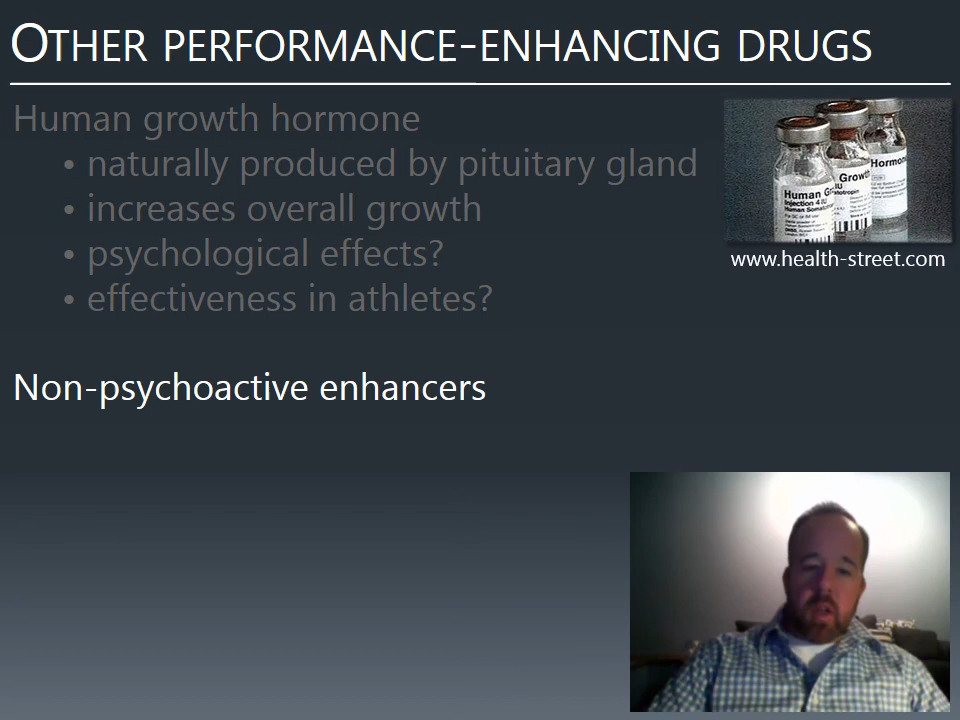 OTHER PERFORMANCE-ENHANCING DRUGS
Human growth hormone
• naturally produced by pituitary gland
• increases overall growth
• psychological effects?
• effectiveness in athletes?
Human
Injection 4 IU
Growth
Hormon
www.health-street.com
Non-psychoactive enhancers